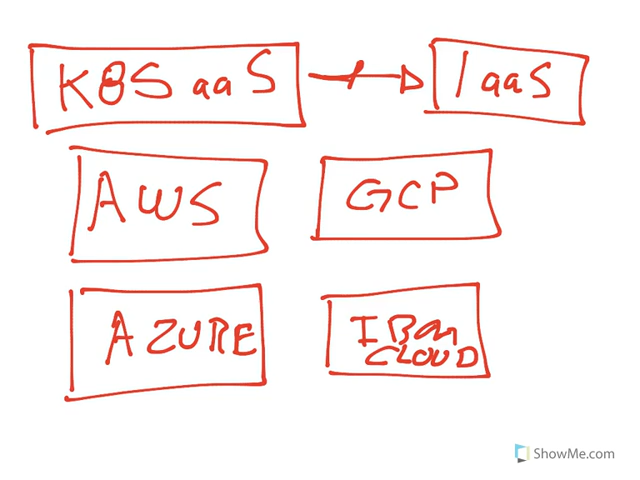 K8S aaS
IaaS
AWS
GCP
AZURE
IBM
CLOUD
ShowMe.com